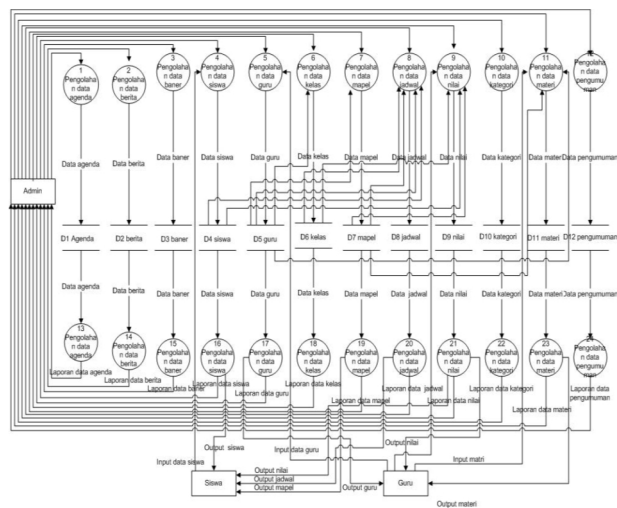 1
Pengolahan data agenda
2
Pengolahan data berita
3
Pengolahan data baner
4
Pengolahan data siswa
5
Pengolahan data guru
6
Pengolahan data kelas
7
Pengolahan data mapel
8
Pengolahan data jadwal
9
Pengolahan data nilai
10
Pengolahan data kategori
11
Pengolahan data materi
12
Pengolahan data pengumuman
Data agenda
Data berita
Data baner
Data siswa
Data guru
Data kelas
Data mapel
Data jadwal
Data nilai
Data kategori
Data materi
Data pengumuman
Admin
D1 Agenda
D2 berita
D3 baner
D4 siswa
D5 guru
D6 kelas
D7 mapel
D8 jadwal
D9 nilai
D10 kategori
D11 materi
D12 pengumuman
Data agenda
Data berita
Data baner
Data siswa
Data guru
Data kelas
Data mapel
Data jadwal
Data nilai
Data kategori
Data materi
Data pengumuman
13
Pengolahan data agenda
14
Pengolahan data berita
15
Pengolahan data baner
16
Pengolahan data siswa
17
Pengolahan data guru
18
Pengolahan data kelas
19
Pengolahan data mapel
20
Pengolahan data jadwal
21
Pengolahan data nilai
22
Pengolahan data kategori
23
Pengolahan data materi
24
Pengolahan data pengumuman
Laporan data agenda
Laporan data berita
Laporan data baner
Laporan data siswa
Laporan data guru
Laporan data kelas
Laporan data mapel
Laporan data jadwal
Laporan data nilai
Laporan data kategori
Laporan data materi
Laporan data pengumuman
Output siswa
Input data guru
Output nilai
Input data siswa
Input matri
Output nilai
Output jadwal
Output mapel
Siswa
Output guru
Guru
Output materi